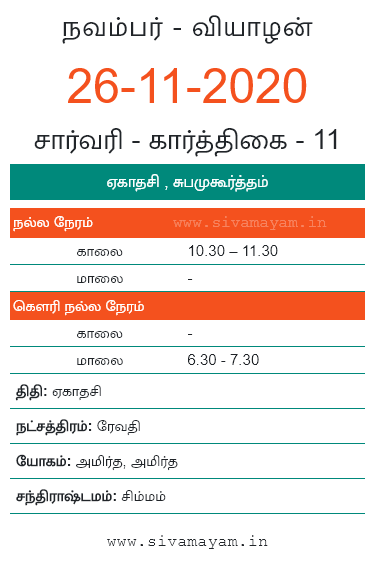 நவம்பர் - வியாழன்
26-11-2020
சார்வரி - கார்த்திகை - 11
ஏகாதசி , சுபமுகூர்த்தம்
நல்ல நேரம் www.sivamayam.in
காலை 10.30 – 11.30
மாலை -
கௌரி நல்ல நேரம்
காலை -
மாலை 6.30 - 7.30
திதி: ஏகாதசி
நட்சத்திரம்: ரேவதி
யோகம்: அமிர்த, அமிர்த
சந்திராஷ்டமம்: சிம்மம்
www.sivamayam.in